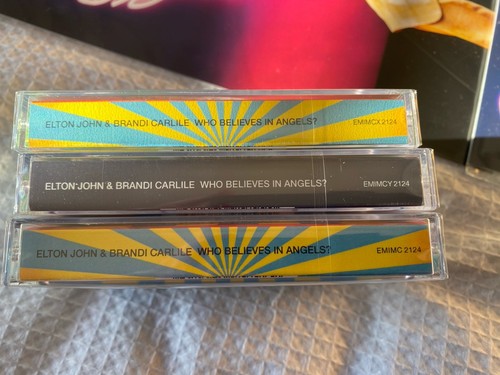 ELTON JOHN & BRANDI CARLILE WHO BELIEVES IN ANGELS? EMIMCX 2124
ELTON JOHN & BRANDI CARLILE WHO BELIEVES IN ANGELS? EMIMCY 2124
ELTON JOHN & BRANDI CARLILE WHO BELIEVES IN ANGELS? EMIMC 2124